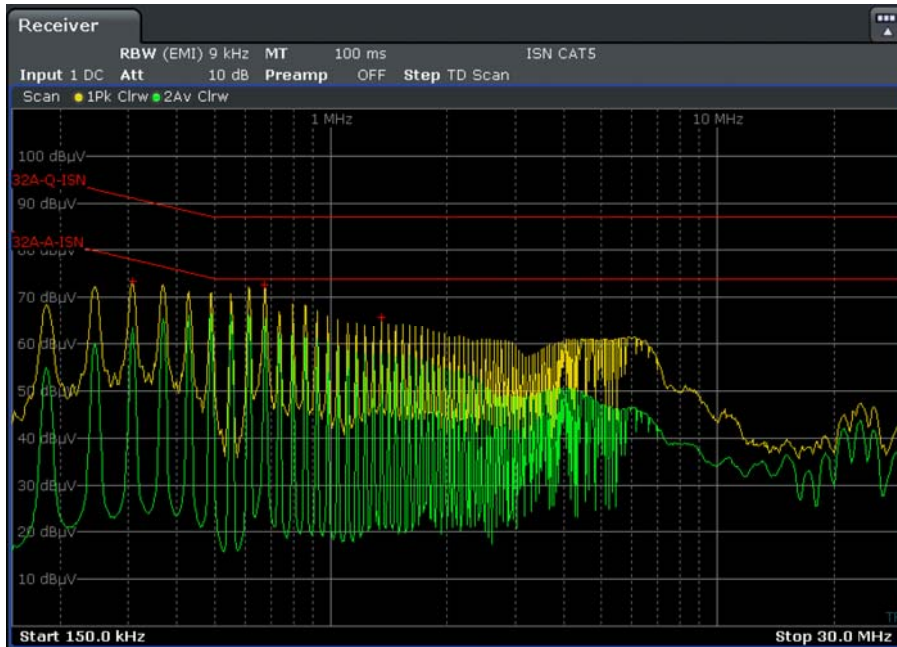 Receiver
RBW (EMI) 9 kHz MT 100 ms ISN CAT5
Input 1 DC Att 10 dB Preamp OFF Step TD Scan
Scan 1Pk Clrw 2Av Clrw
1 MHz 10 MHz
100 dBµV
32A-Q-ISN
90 dBµV
32A-A-ISN
80 dBµV
70 dBµV
60 dBµV
50 dBµV
40 dBµV
30 dBµV
20 dBµV
10 dBµV
Start 150.0 kHz Stop 30.0 MHz